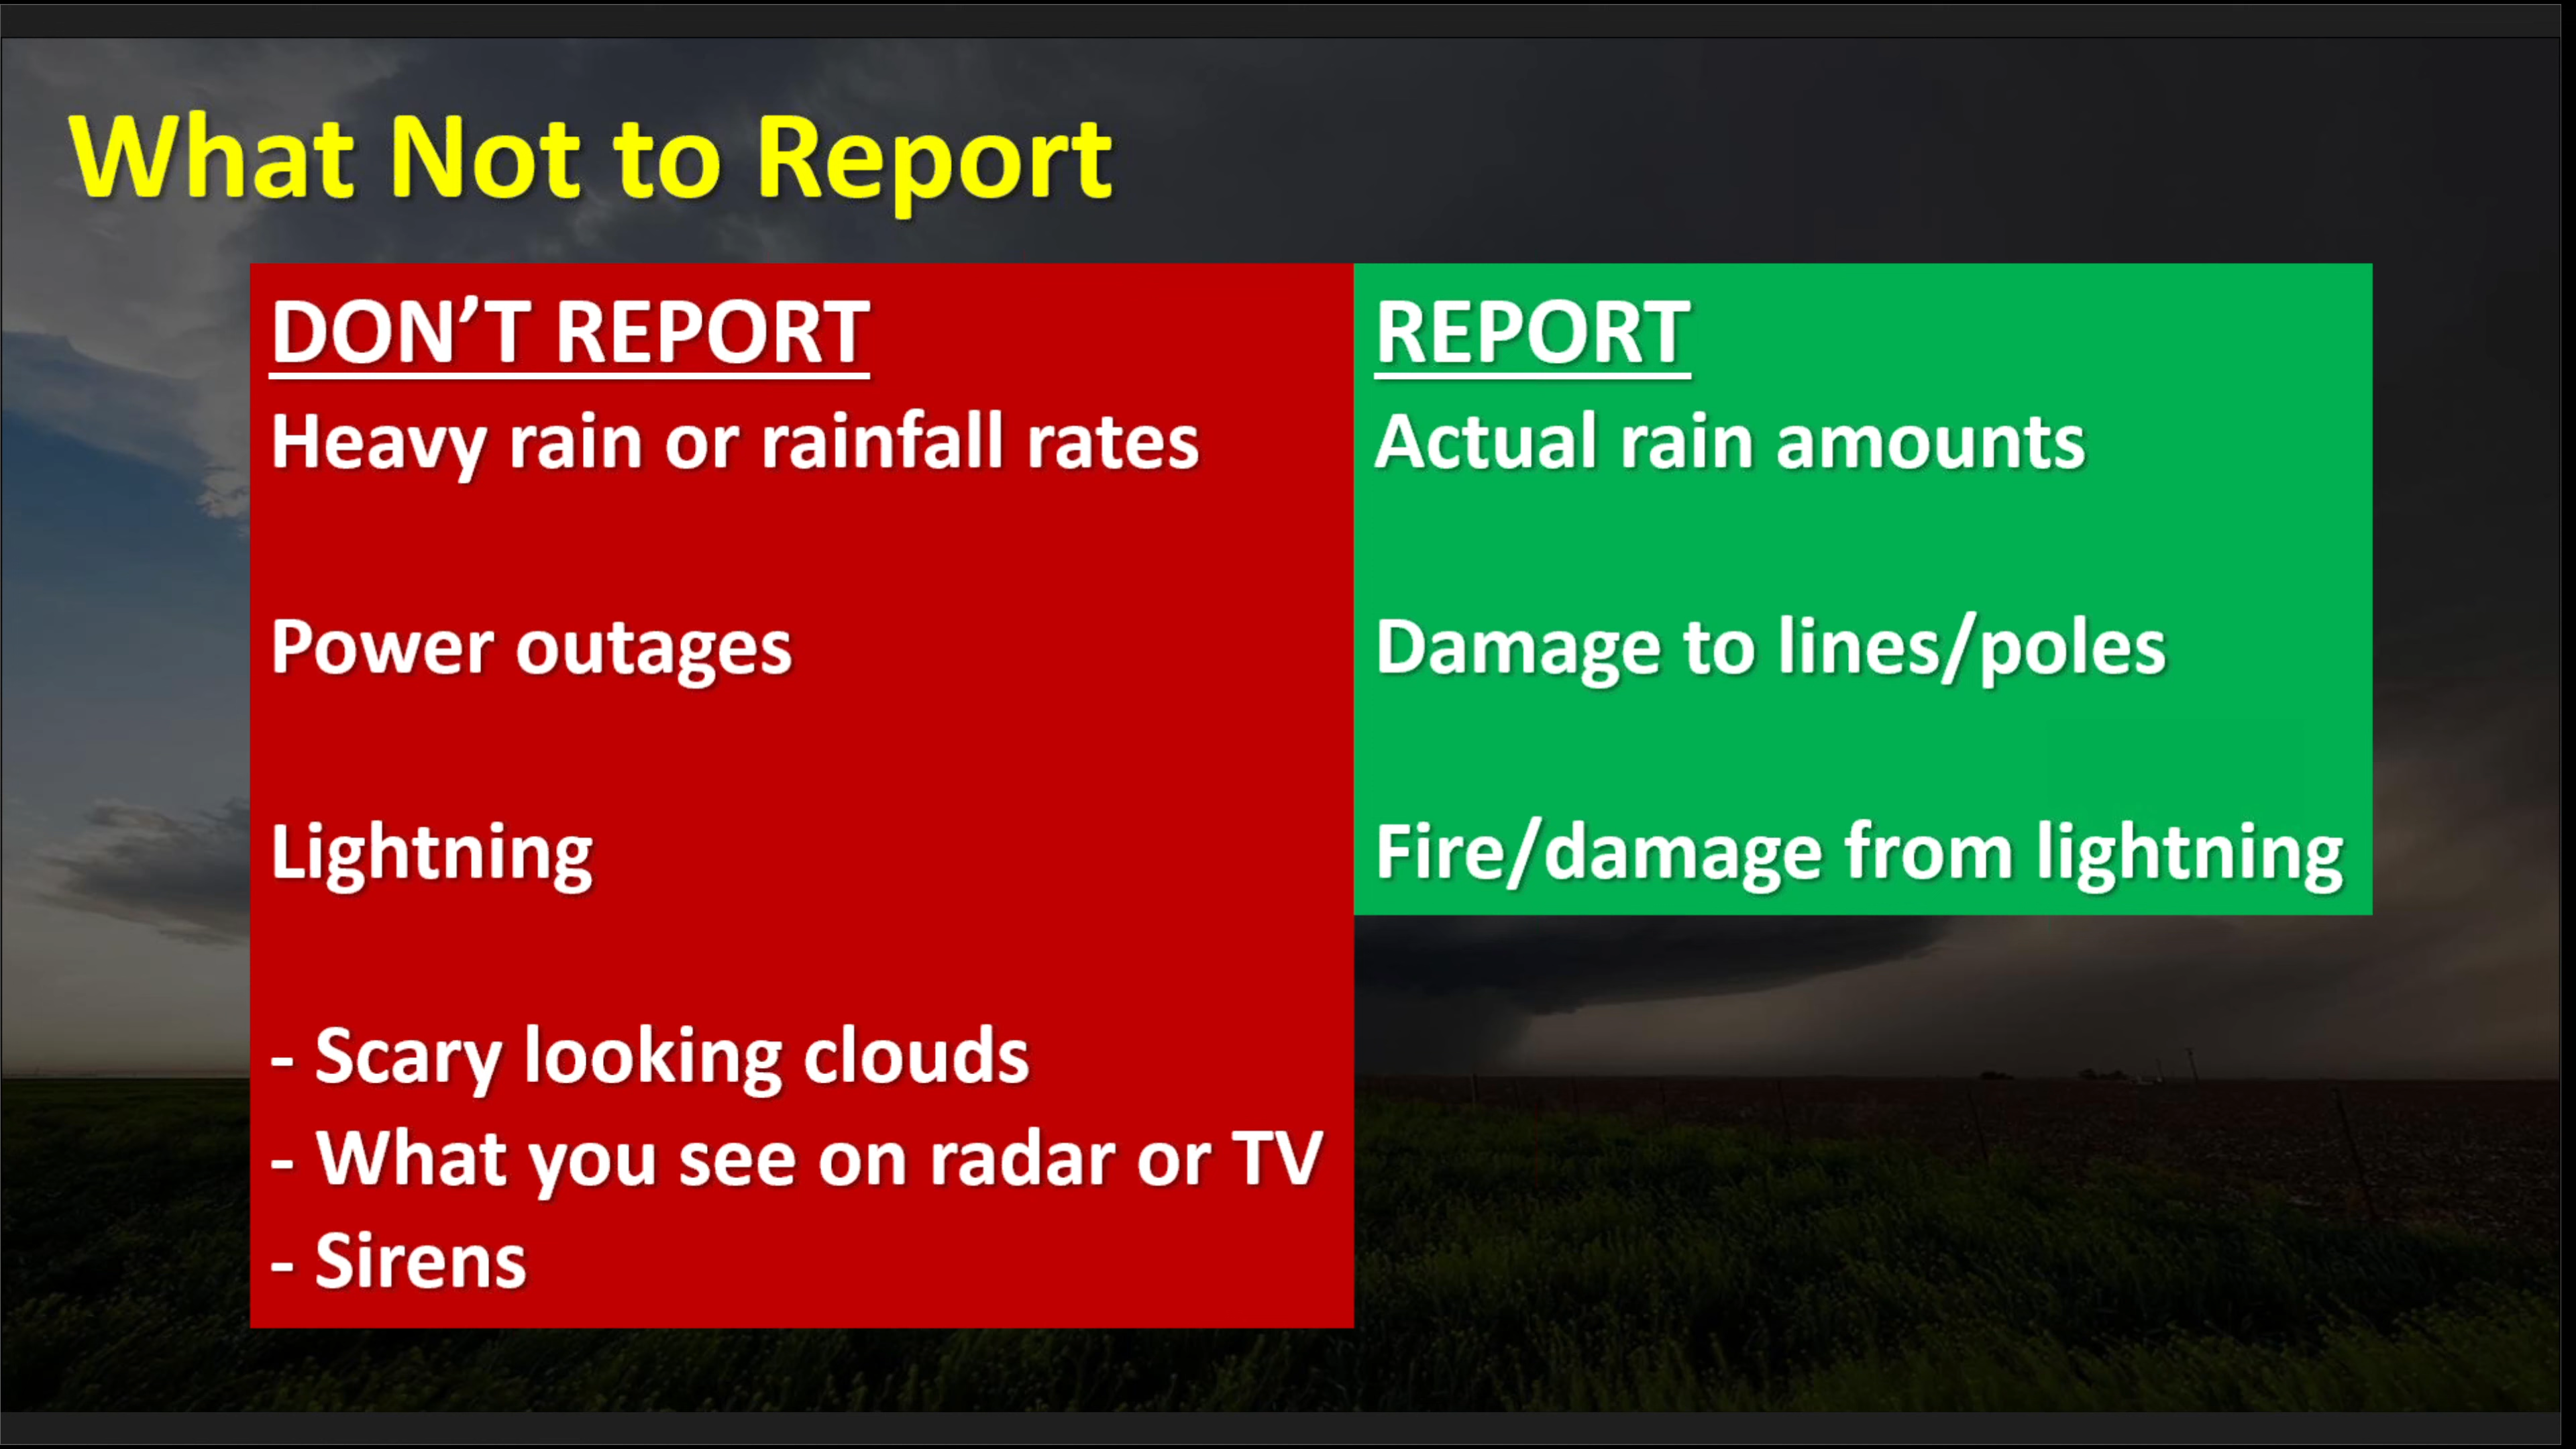 What Not to Report
DON’T REPORT
Heavy rain or rainfall rates
Power outages
Lightning
- Scary looking clouds
- What you see on radar or TV
- Sirens
REPORT
Actual rain amounts
Damage to lines/poles
Fire/damage from lightning